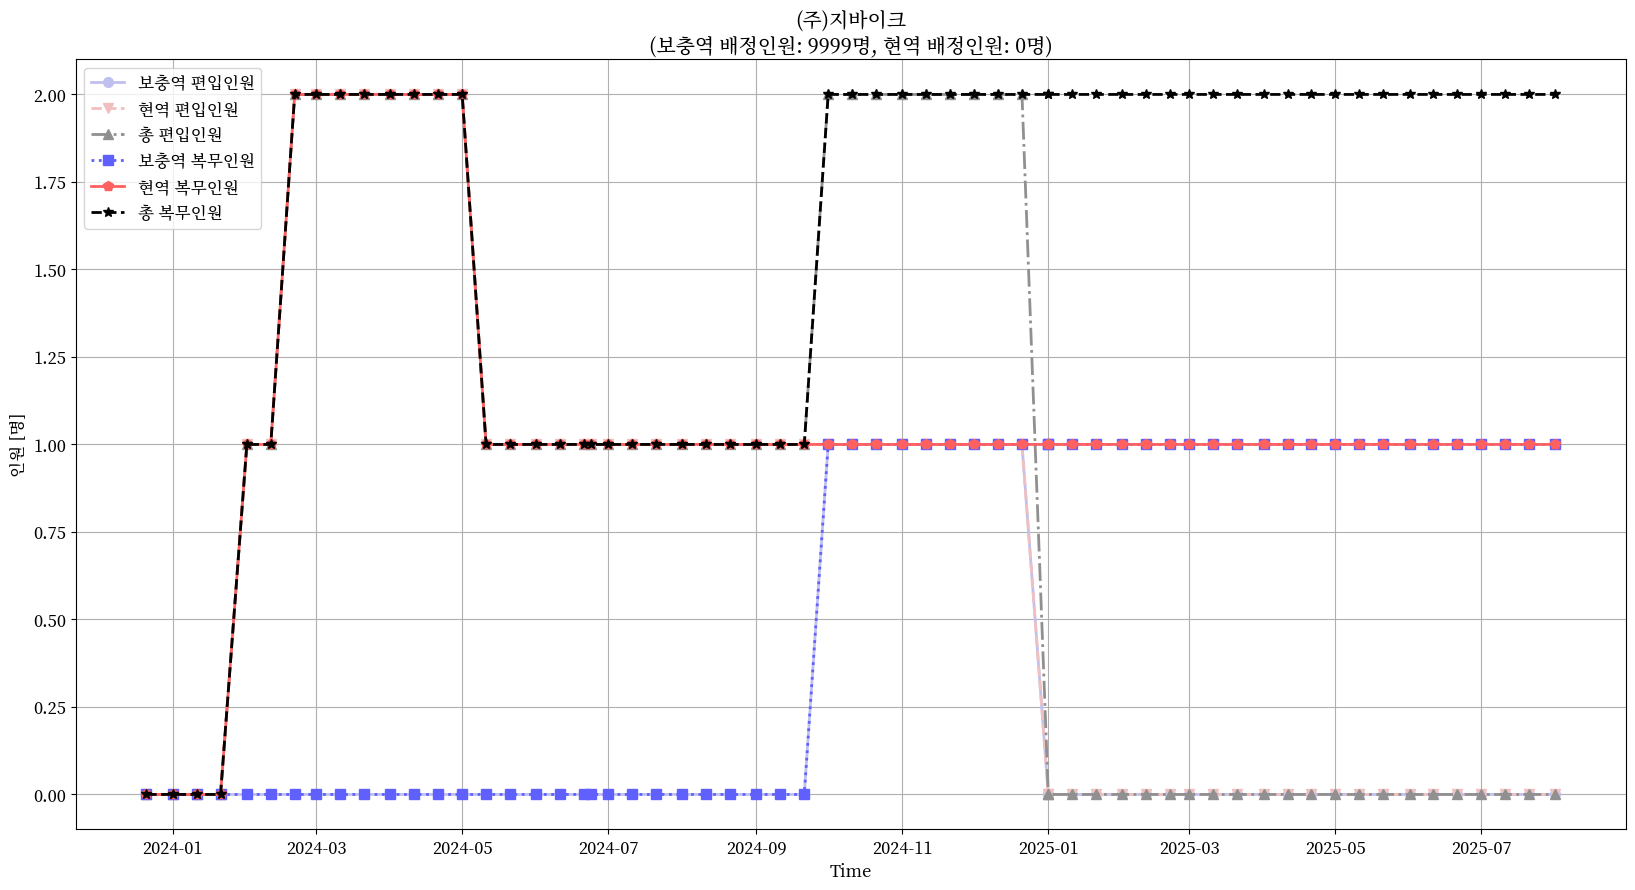 (주)지바이크
(보충역 배정인원: 9999명, 현역 배정인원: 0명)
보충역 편입인원
현역 편입인원
총 편입인원
보충역 복무인원
현역 복무인원
총 복무인원
2.00
1.75
1.50
1.25
1.00
0.75
0.50
0.25
0.00
인원 [명]
2024-01
2024-03
2024-05
2024-07
2024-09
2024-11
2025-01
2025-03
2025-05
2025-07
Time